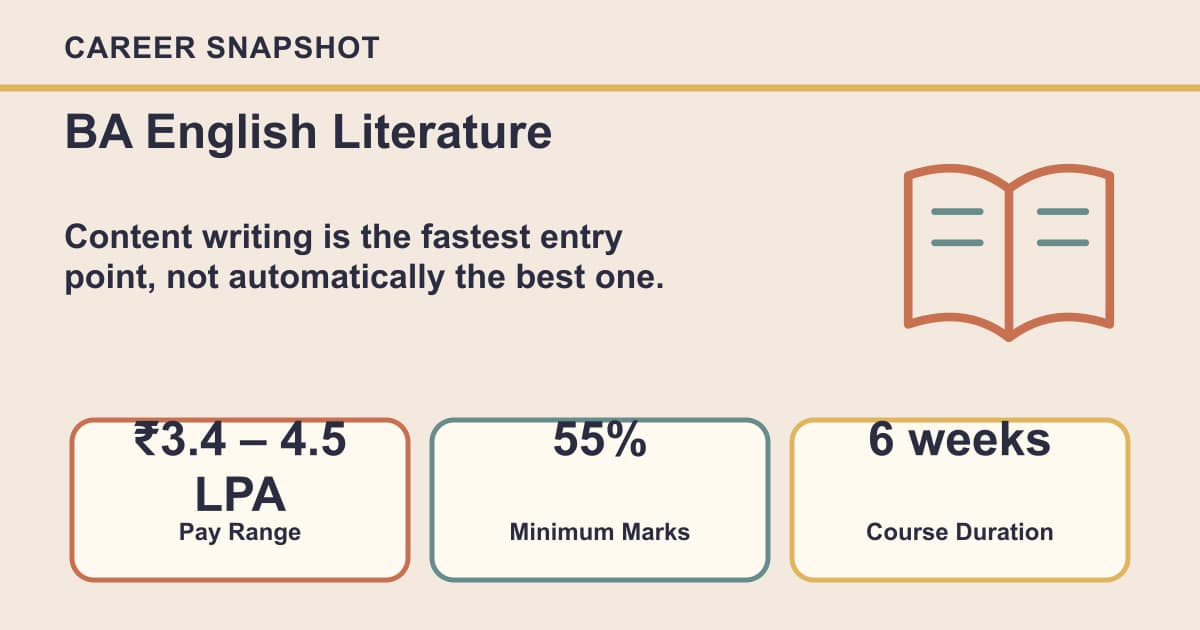 CAREER SNAPSHOT
BA English Literature
Content writing is the fastest entry
point, not automatically the best one.
₹3.4 – 4.5
LPA
Pay Range
55%
Minimum Marks
6 weeks
Course Duration